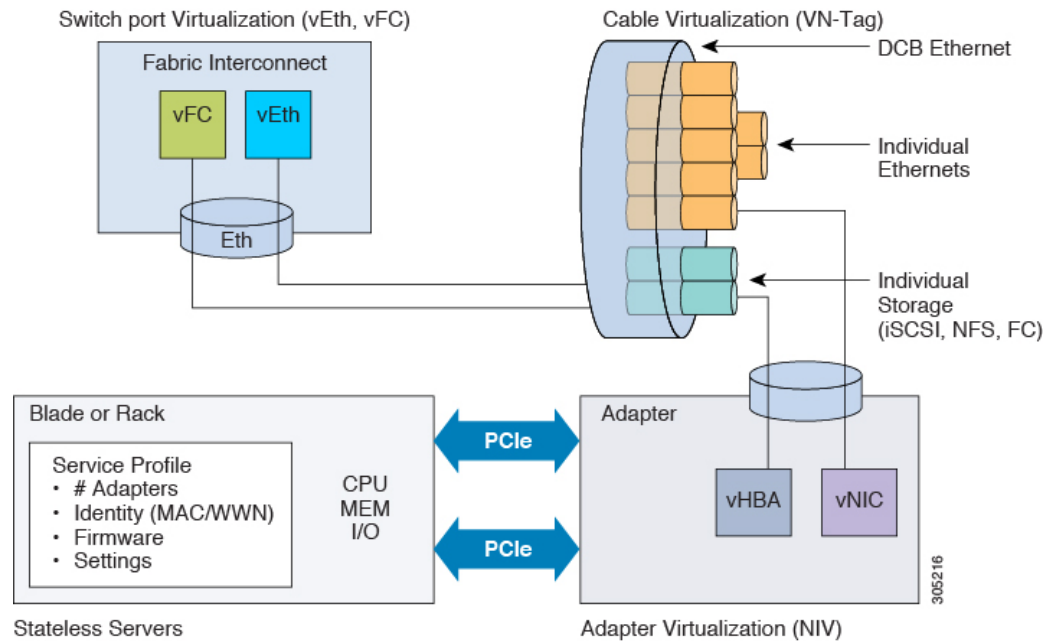 Switch port Virtualization (vEth, vFC)
Fabric Interconnect
vFC
vEth
Eth
Cable Virtualization (VN-Tag)
DCB Ethernet
Individual
Ethernets
Individual
Storage
(iSCSI, NFS, FC)
Blade or Rack
Service Profile
• # Adapters
• Identity (MAC/WWN)
• Firmware
• Settings
CPU
MEM
I/O
PCIe
PCIe
Adapter
vHBA
vNIC
305216
Stateless Servers
Adapter Virtualization (NIV)